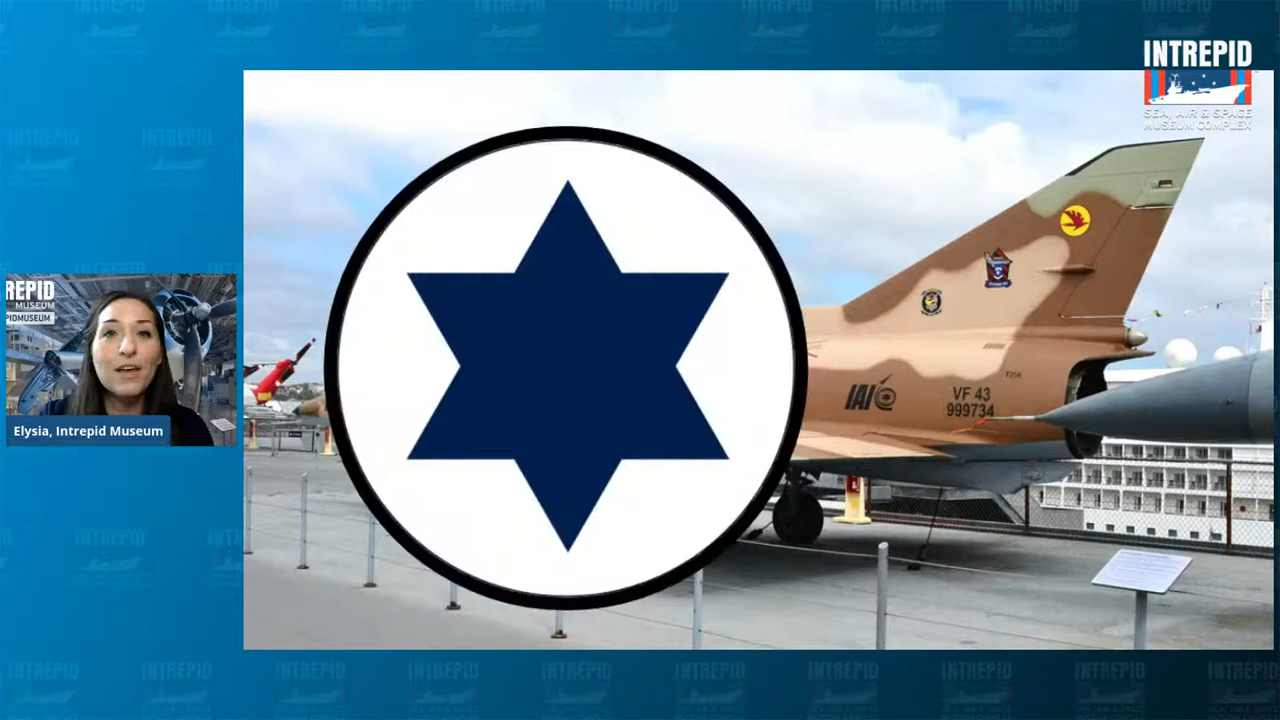 INTREPID
SEA, AIR & SPACE
MUSEUM COMPLEX
REPID
MUSEUM
PIDMUSEUM
Elysia, Intrepid Museum
IAI
VF 43
999734